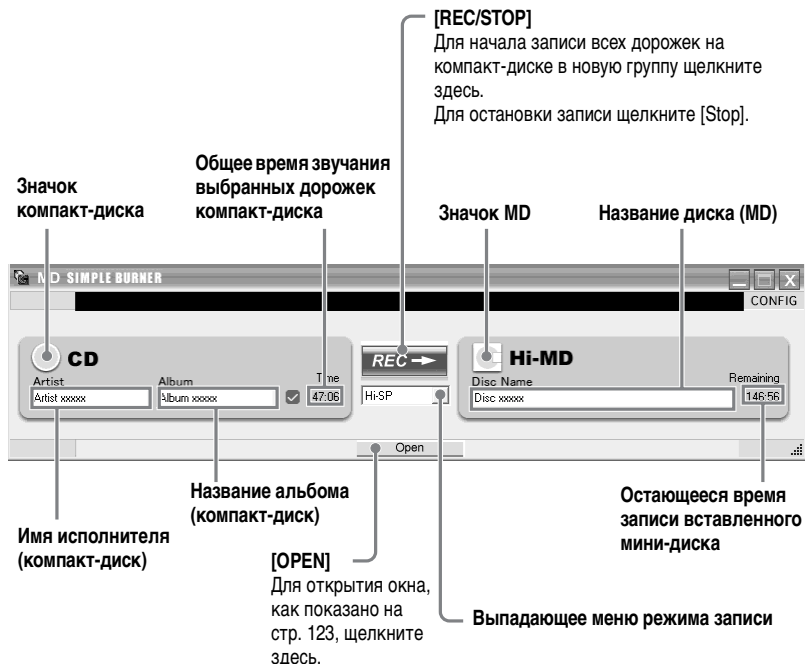 [REC/STOP]
Для начала записи всех дорожек на
компакт-диске в новую группу щелкните
здесь.
Для остановки записи щелкните [Stop].
Общее время звучания
выбранных дорожек
компакт-диска
Значок
компакт-диска
Значок MD
Название диска (MD)
MD SIMPLE BURNER
CONFIG
CD
Artist
Album
Time
Artist xxxxx
Album xxxxx
47:06
REC
Hi-SP
Hi-MD
Disc Name
Remaining
Disc xxxxx
146:56
Open
Название альбома
(компакт-диск)
Имя исполнителя
(компакт-диск)
[OPEN]
Для открытия окна,
как показано на
стр. 123, щелкните
здесь.
Остающееся время
записи вставленного
мини-диска
Выпадающее меню режима записи